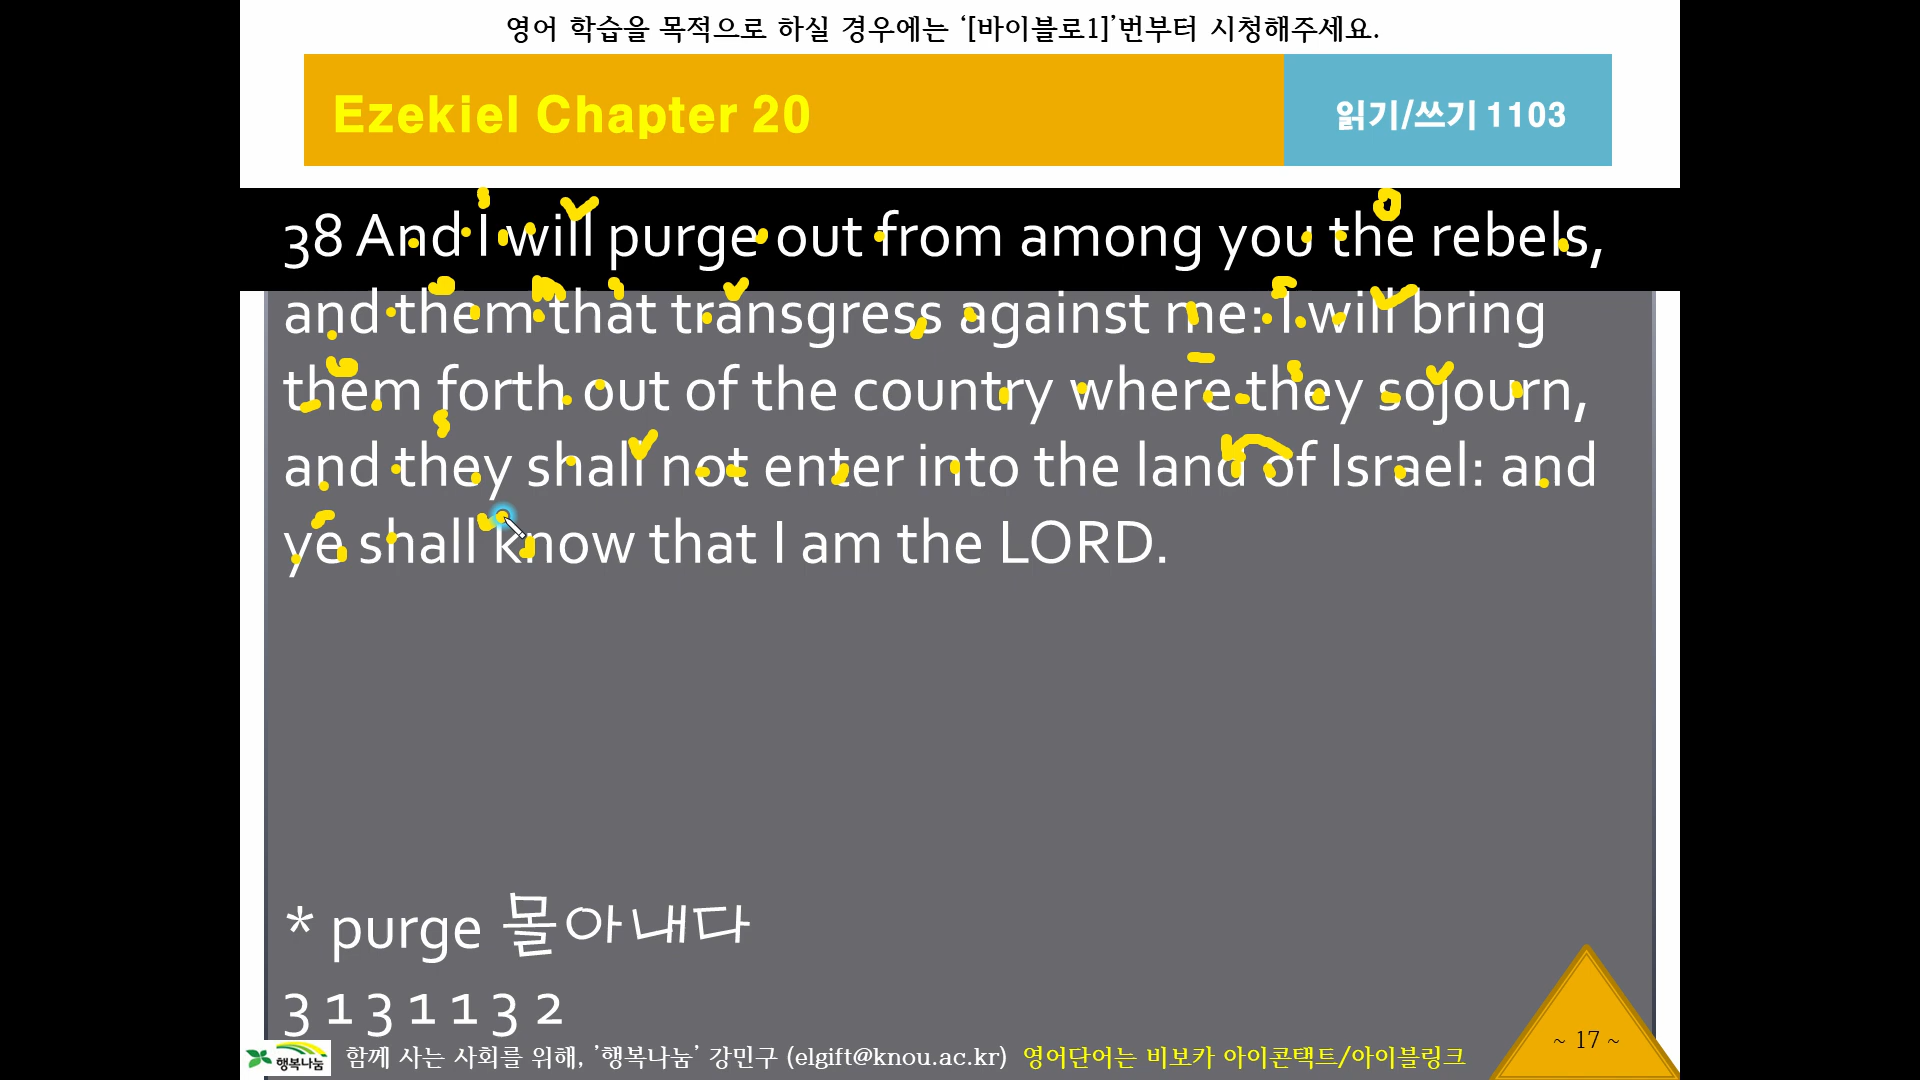 영어 학습을 목적으로 하실 경우에는 ‘[바이블로1]’번부터 시청해주세요.
Ezekiel Chapter 20
읽기/쓰기 1103
38 And I will purge out from among you the rebels,
and them that transgress against me: I will bring
them forth out of the country where they sojourn,
and they shall not enter into the land of Israel: and
ye shall know that I am the LORD.
* purge 몰아내다
3 1 3 1 1 3 2
~ 17 ~
행복나눔
함께 사는 사회를 위해, ’행복나눔’ 강민구 (elgift@knou.ac.kr) 영어단어는 비보카 아이콘택트/아이블링크